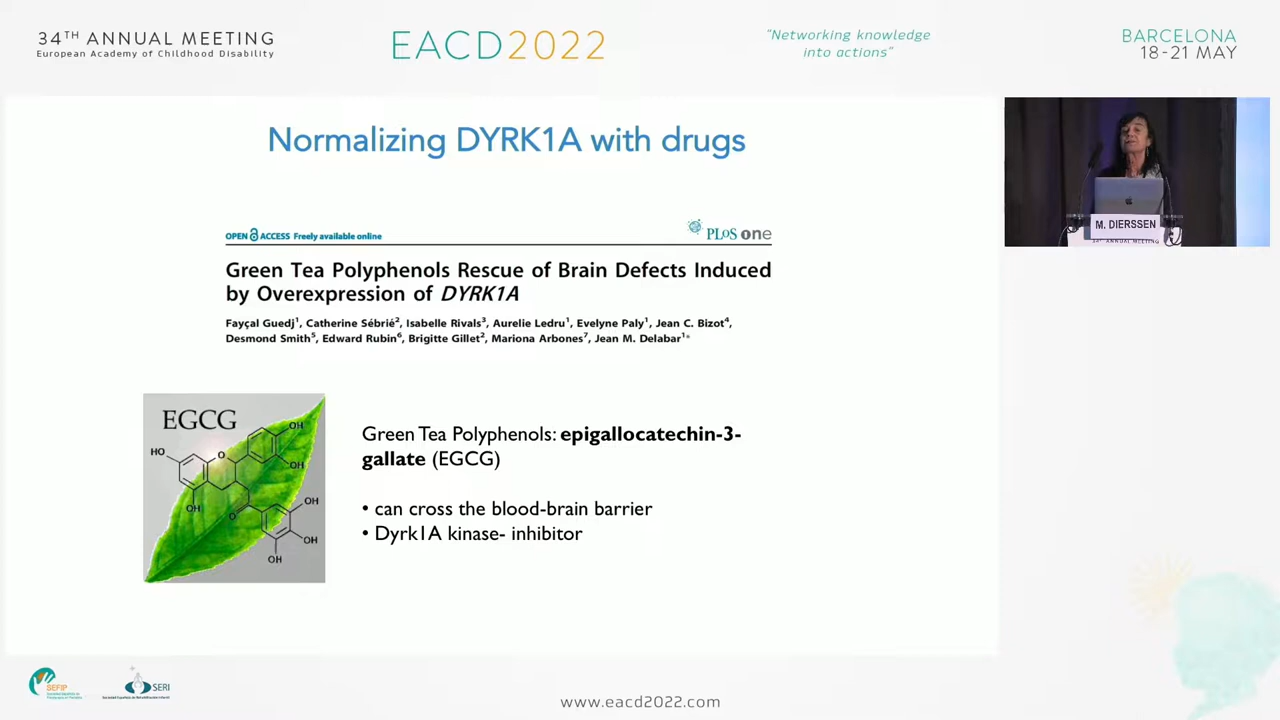 34TH ANNUAL MEETING
European Academy of Childhood Disability
EACD2022
"Networking knowledge
into actions"
BARCELONA
18-21 MAY
Normalizing DYRK1A with drugs
OPEN ACCESS Freely available online
PLoS one
Green Tea Polyphenols Rescue of Brain Defects Induced
by Overexpression of DYRK1A
Fayçal Guedj1, Catherine Sébrié2, Isabelle Rivals3, Aurelie Ledru1, Evelyne Paly1, Jean C. Bizot4,
Desmond Smith5, Edward Rubin6, Brigitte Gillet2, Mariona Arbones7, Jean M. Delabar1*
EGCG
HO
O
OH
OH
OH
O
OH
OH
OH
Green Tea Polyphenols: epigallocatechin-3-
gallate (EGCG)
• can cross the blood-brain barrier
• Dyrk1A kinase- inhibitor
M. DIERSSEN
34TH ANNUAL MEETING
SEFIP
SERI
www.eacd2022.com